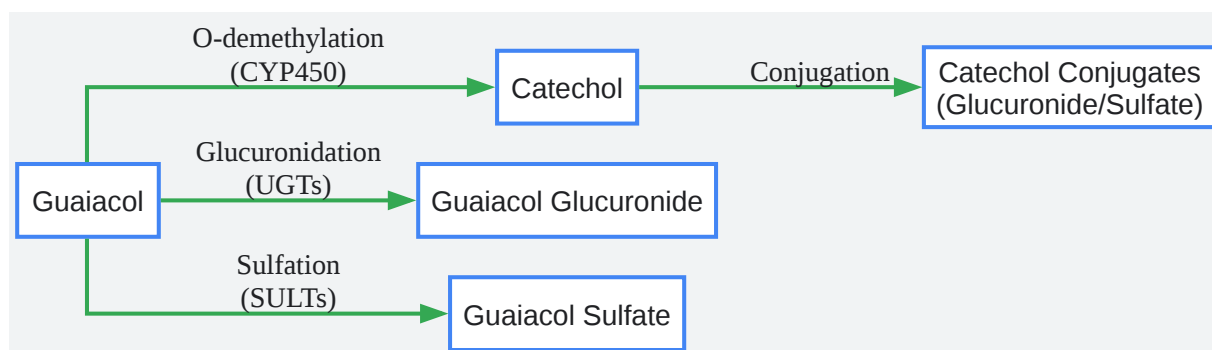 O-demethylation
(CYP450)
Catechol
Conjugation
Catechol Conjugates
(Glucuronide/Sulfate)
Guaiacol
Glucuronidation
(UGTs)
Guaiacol Glucuronide
Sulfation
(SULTs)
Guaiacol Sulfate